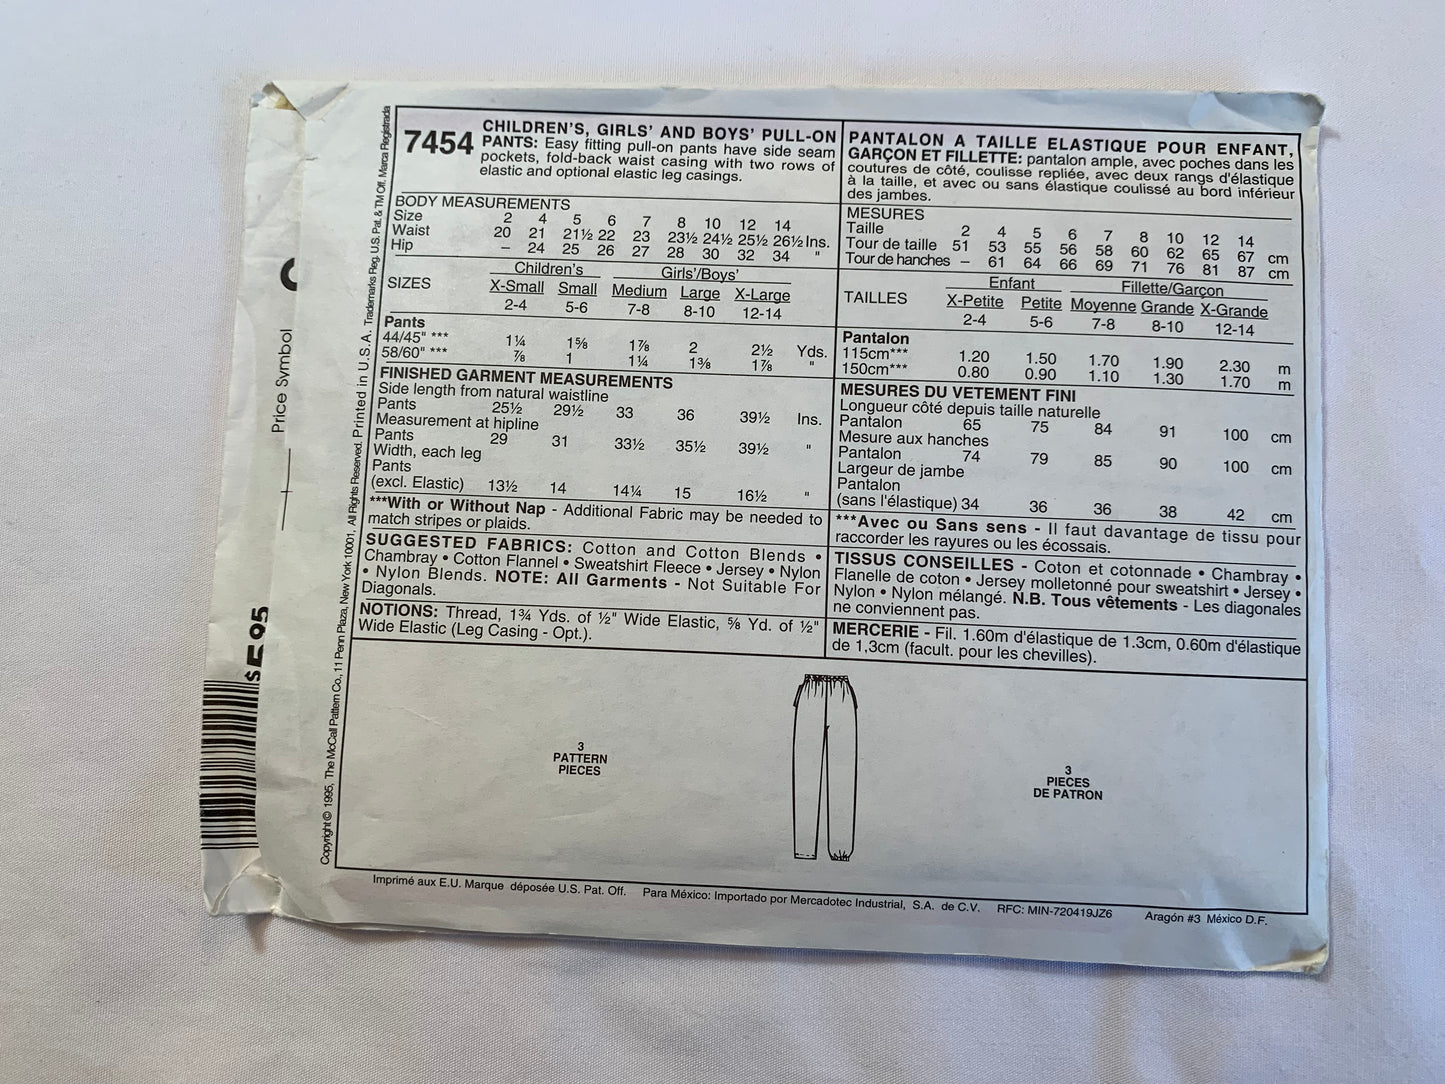 7454
CHILDREN'S, GIRLS' AND BOYS' PULL-ON
PANTS: Easy fitting pull-on pants have side seam
pockets, fold-back waist casing with two rows of
elastic and optional elastic leg casings.
BODY MEASUREMENTS
Size 2 4 5 6 7 8 10 12 14
Waist 20 21 21½ 22 23 23½ 24½ 25½ 26½ Ins.
Hip – 24 25 26 27 28 30 32 34 "
Children's Girls'/Boys'
SIZES X-Small Small Medium Large X-Large
2-4 5-6 7-8 8-10 12-14
Pants
44/45" *** 1¼ 1⅝ 1⅞ 2 2½ Yds.
58/60" *** ⅞ 1 1¼ 1⅜ 1⅞ "
FINISHED GARMENT MEASUREMENTS
Side length from natural waistline
Pants 25½ 29½ 33 36 39½ Ins.
Measurement at hipline
Pants 29 31 33½ 35½ 39½ "
Width, each leg
Pants
(excl. Elastic) 13½ 14 14¼ 15 16½ "
***With or Without Nap - Additional Fabric may be needed to
match stripes or plaids.
SUGGESTED FABRICS: Cotton and Cotton Blends •
Chambray • Cotton Flannel • Sweatshirt Fleece • Jersey • Nylon
• Nylon Blends. NOTE: All Garments - Not Suitable For
Diagonals.
NOTIONS: Thread, 1¾ Yds. of ½" Wide Elastic, ⅝ Yd. of ½"
Wide Elastic (Leg Casing - Opt.).
PANTALON A TAILLE ELASTIQUE POUR ENFANT,
GARÇON ET FILLETTE: pantalon ample, avec poches dans les
coutures de côté, coulisse repliée, avec deux rangs d'élastique
à la taille, et avec ou sans élastique coulissé au bord inférieur
des jambes.
MESURES
Taille 2 4 5 6 7 8 10 12 14
Tour de taille 51 53 55 56 58 60 62 65 67 cm
Tour de hanches – 61 64 66 69 71 76 81 87 cm
Enfant Fillette/Garçon
TAILLES X-Petite Petite Moyenne Grande X-Grande
2-4 5-6 7-8 8-10 12-14
Pantalon
115cm*** 1.20 1.50 1.70 1.90 2.30 m
150cm*** 0.80 0.90 1.10 1.30 1.70 m
MESURES DU VETEMENT FINI
Longueur côté depuis taille naturelle
Pantalon 65 75 84 91 100 cm
Mesure aux hanches
Pantalon 74 79 85 90 100 cm
Largeur de jambe
Pantalon
(sans l'élastique) 34 36 36 38 42 cm
***Avec ou Sans sens - Il faut davantage de tissu pour
raccorder les rayures ou les écossais.
TISSUS CONSEILLES - Coton et cotonnade • Chambray •
Flanelle de coton • Jersey molletonné pour sweatshirt • Jersey •
Nylon • Nylon mélangé. N.B. Tous vêtements - Les diagonales
ne conviennent pas.
MERCERIE - Fil. 1.60m d'élastique de 1.3cm, 0.60m d'élastique
de 1,3cm (facult. pour les chevilles).
3
PATTERN
PIECES
3
PIECES
DE PATRON
Imprimé aux E.U. Marque déposée U.S. Pat. Off. Para México: Importado por Mercadotec Industrial, S.A. de C.V. RFC: MIN-720419JZ6 Aragón #3 México D.F.
Copyright © 1995, The McCall Pattern Co., 11 Penn Plaza, New York 10001, All Rights Reserved. Printed in U.S.A. Trademarks Reg. U.S. Pat. & TM Off. Marca Registrada
Price Symbol
$5.95